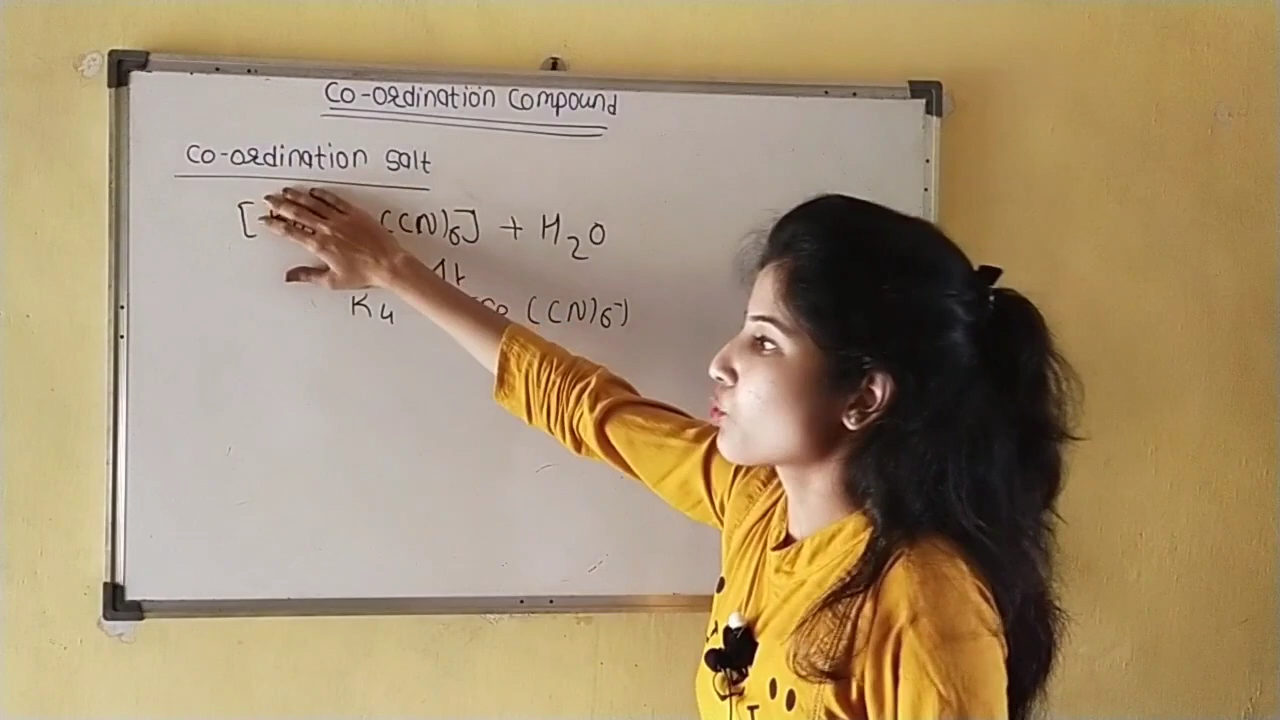 Co-ordination Compound
Co-ordination salt
[ (CN)6] + H2O
K4 (CN)6-)